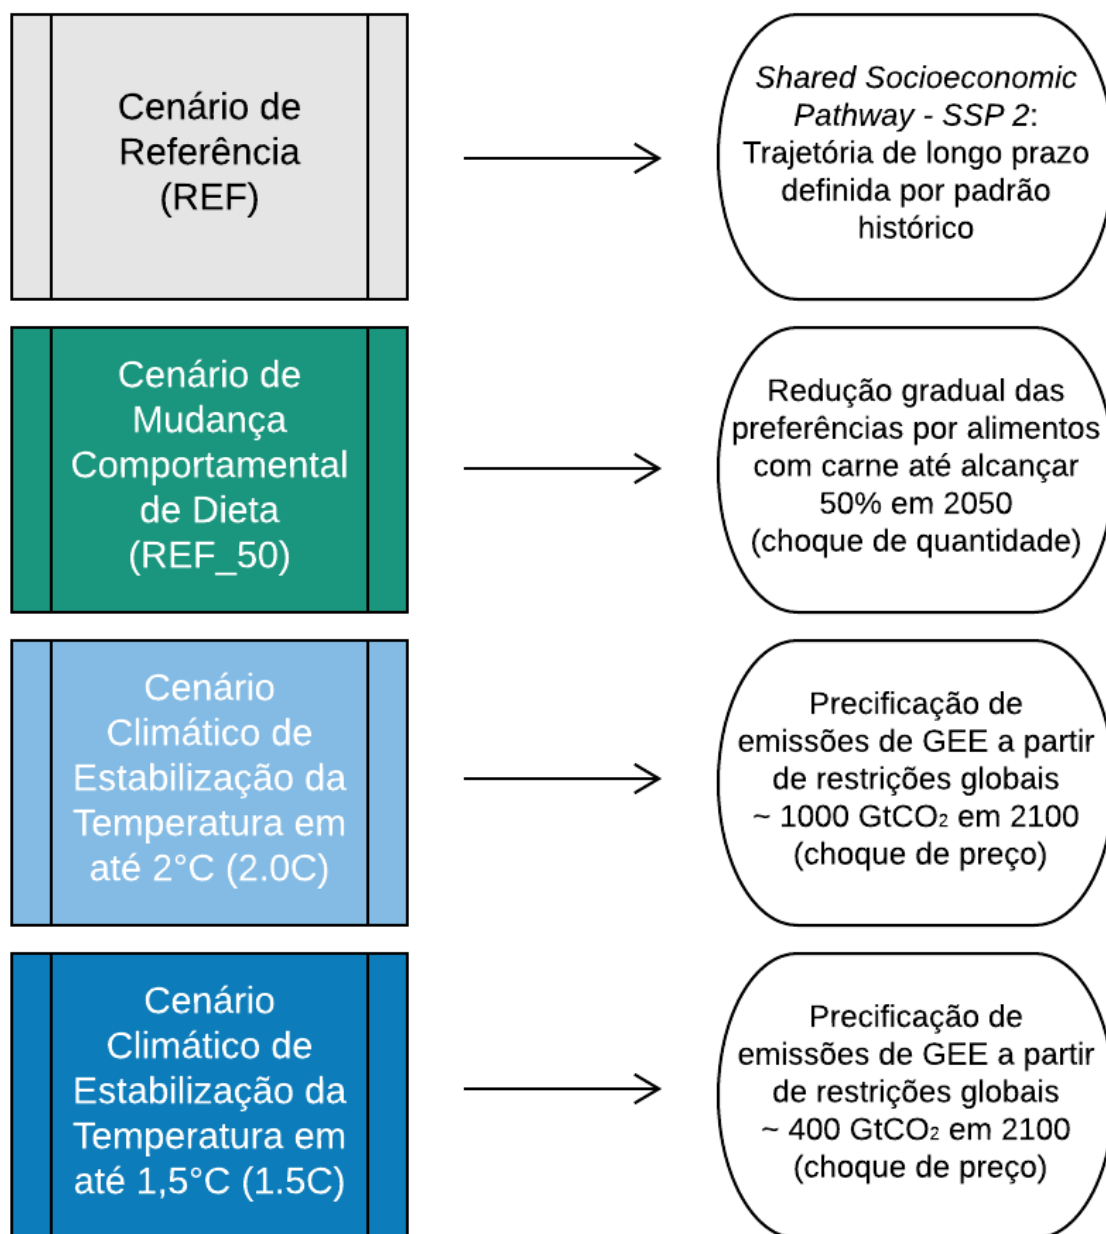 Cenário de
Referência
(REF)
Shared Socioeconomic
Pathway - SSP 2:
Trajetória de longo prazo
definida por padrão
histórico
Cenário de
Mudança
Comportamental
de Dieta
(REF_50)
Redução gradual das
preferências por alimentos
com carne até alcançar
50% em 2050
(choque de quantidade)
Cenário
Climático de
Estabilização da
Temperatura em
até 2°C (2.0C)
Precificação de
emissões de GEE a partir
de restrições globais
~ 1000 GtCO₂ em 2100
(choque de preço)
Cenário
Climático de
Estabilização da
Temperatura em
até 1,5°C (1.5C)
Precificação de
emissões de GEE a partir
de restrições globais
~ 400 GtCO₂ em 2100
(choque de preço)